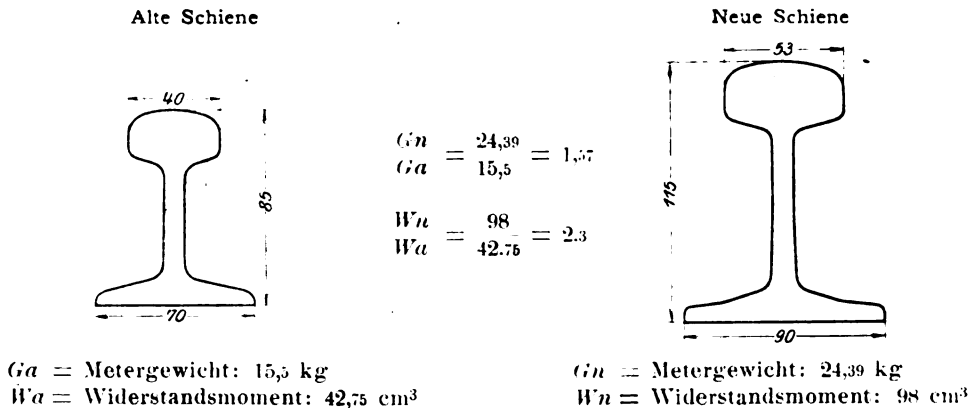 Alte Schiene
Neue Schiene
40
85
70
Gn / Ga = 24,39 / 15,5 = 1,57
Wn / Wa = 98 / 42.75 = 2.3
53
115
90
Ga = Metergewicht: 15,5 kg
Wa = Widerstandsmoment: 42,75 cm³
Gn = Metergewicht: 24,39 kg
Wn = Widerstandsmoment: 98 cm³